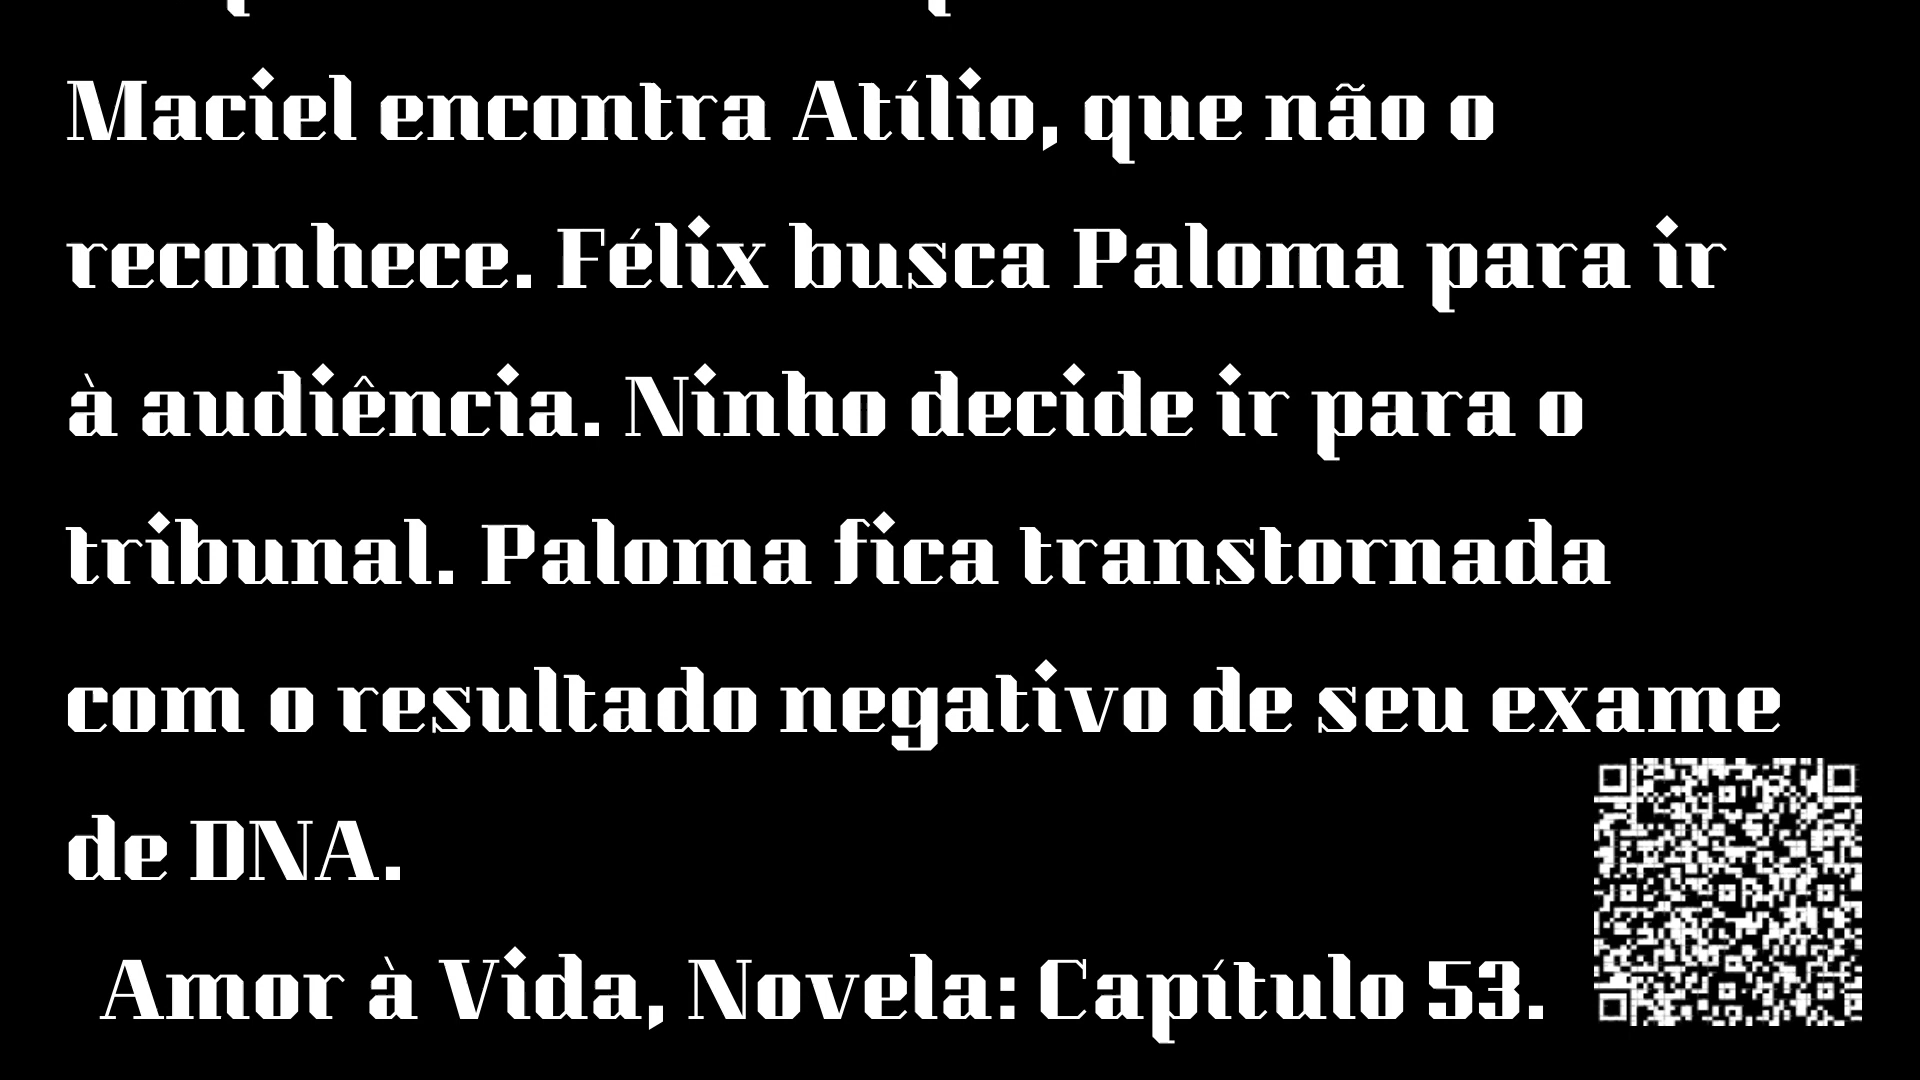 Maciel encontra Atílio, que não o
reconhece. Félix busca Paloma para ir
à audiência. Ninho decide ir para o
tribunal. Paloma fica transtornada
com o resultado negativo de seu exame
de DNA.
Amor à Vida, Novela: Capítulo 53.